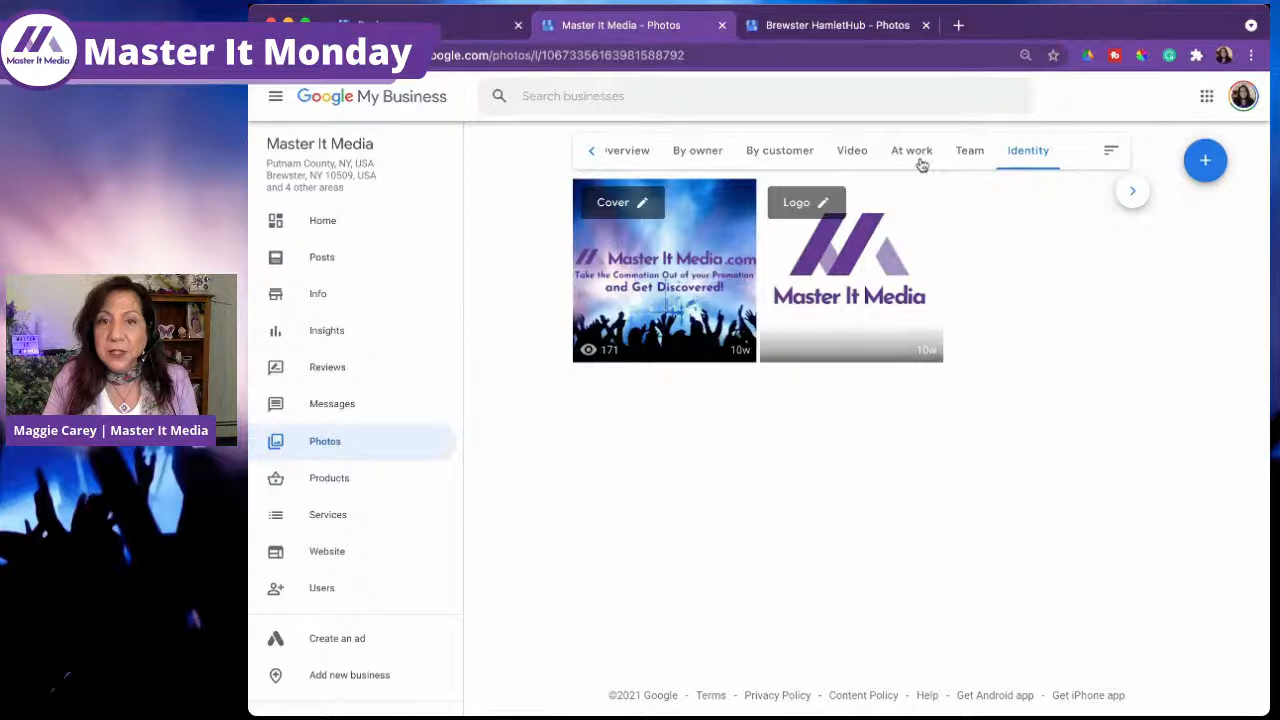 Master It Monday
Master It Media
Master It Media - Photos
Brewster HamletHub - Photos
ogle.com/photos/l/10673356163981588792
Google My Business
Search businesses
Master It Media
Putnam County, NY, USA
Brewster, NY 10509, USA
and 4 other areas
Home
Posts
Info
Insights
Reviews
Messages
Photos
Products
Services
Website
Users
Create an ad
Add new business
verview
By owner
By customer
Video
At work
Team
Identity
Cover
Logo
Master It Media.com
Take the Commotion Out of your Promotion
and Get Discovered!
171
10w
Master It Media
10w
Maggie Carey | Master It Media
©2021 Google - Terms - Privacy Policy - Content Policy - Help - Get Android app - Get iPhone app